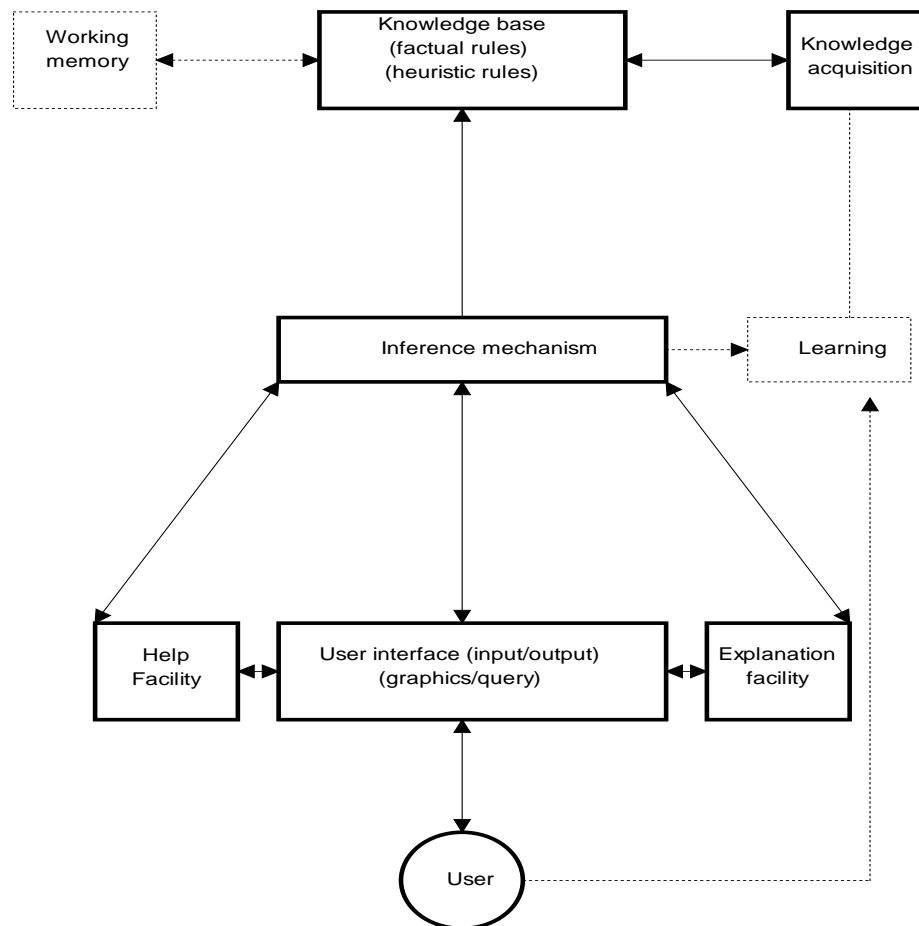 Working
memory
Knowledge base
(factual rules)
(heuristic rules)
Knowledge
acquisition
Inference mechanism
Learning
Help
Facility
User interface (input/output)
(graphics/query)
Explanation
facility
User